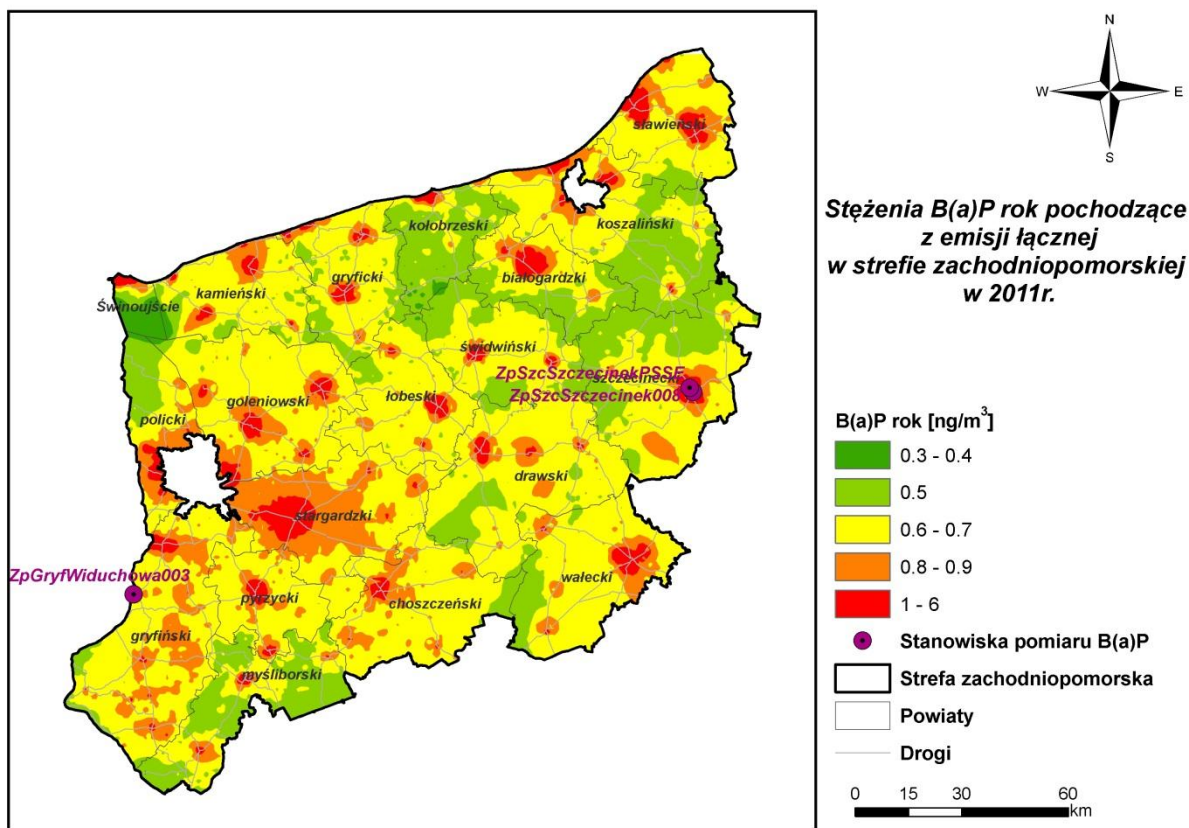 N
W E
S
Stężenia B(a)P rok pochodzące
z emisji łącznej
w strefie zachodniopomorskiej
w 2011r.
sławieński
koszaliński
kołobrzeski
białogardzki
gryficki
kamieński
Świnoujście
świdwiński
ZpSzcSzczecinekPSSE
szczecinecki
ZpSzcSzczecinek008
łobeski
goleniowski
policki
drawski
stargardzki
wałecki
ZpGryfWiduchowa003
pyrzycki
choszczeński
gryfiński
myśliborski
B(a)P rok [ng/m³]
0.3 - 0.4
0.5
0.6 - 0.7
0.8 - 0.9
1 - 6
Stanowiska pomiaru B(a)P
Strefa zachodniopomorska
Powiaty
Drogi
0 15 30 60
km